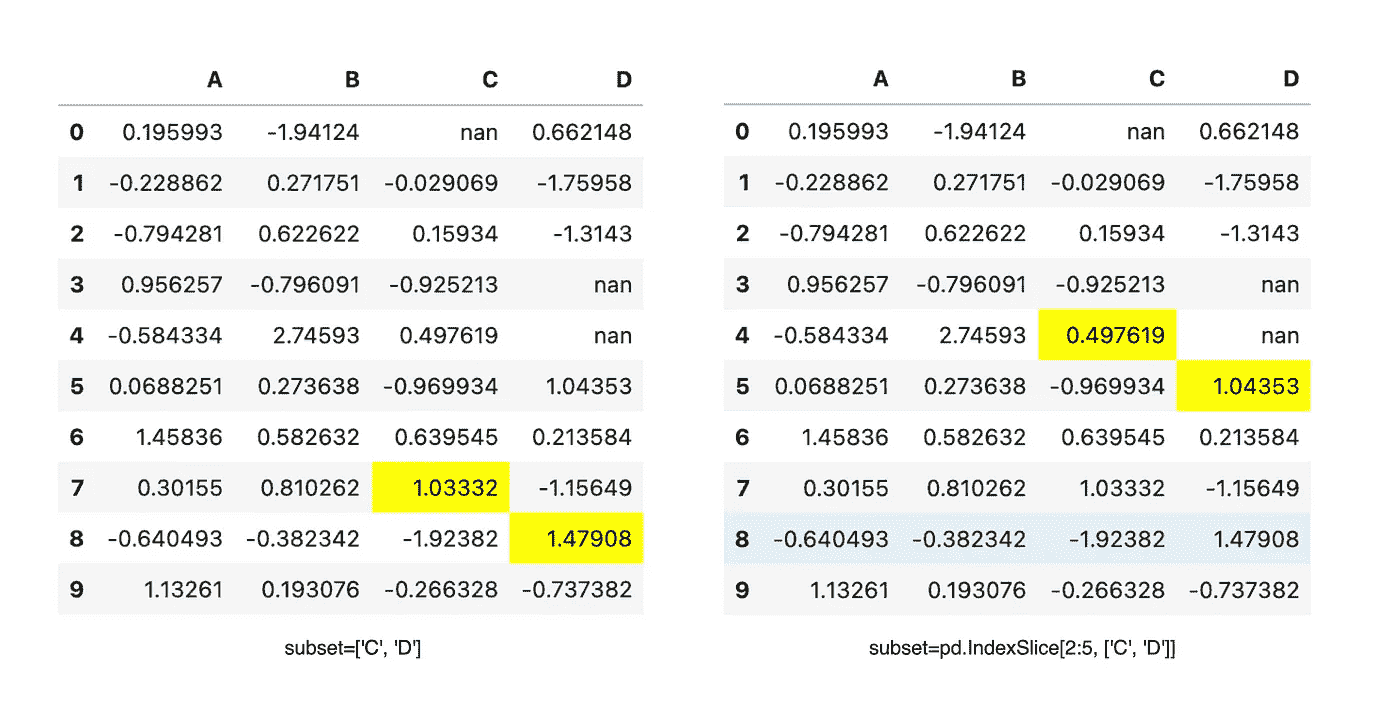 A B C D
0 0.195993 -1.94124 nan 0.662148
1 -0.228862 0.271751 -0.029069 -1.75958
2 -0.794281 0.622622 0.15934 -1.3143
3 0.956257 -0.796091 -0.925213 nan
4 -0.584334 2.74593 0.497619 nan
5 0.0688251 0.273638 -0.969934 1.04353
6 1.45836 0.582632 0.639545 0.213584
7 0.30155 0.810262 1.03332 -1.15649
8 -0.640493 -0.382342 -1.92382 1.47908
9 1.13261 0.193076 -0.266328 -0.737382
subset=['C', 'D']
A B C D
0 0.195993 -1.94124 nan 0.662148
1 -0.228862 0.271751 -0.029069 -1.75958
2 -0.794281 0.622622 0.15934 -1.3143
3 0.956257 -0.796091 -0.925213 nan
4 -0.584334 2.74593 0.497619 nan
5 0.0688251 0.273638 -0.969934 1.04353
6 1.45836 0.582632 0.639545 0.213584
7 0.30155 0.810262 1.03332 -1.15649
8 -0.640493 -0.382342 -1.92382 1.47908
9 1.13261 0.193076 -0.266328 -0.737382
subset=pd.IndexSlice[2:5, ['C', 'D']]